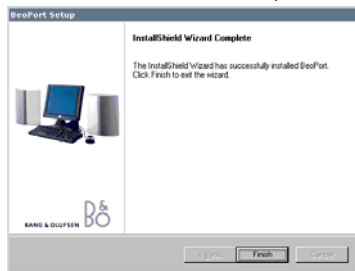 BeoPort Setup
InstallShield Wizard Complete
The InstallShield Wizard has successfully installed BeoPort.
Click Finish to exit the wizard.
BANG & OLUFSEN B&O
< Back Finish Cancel